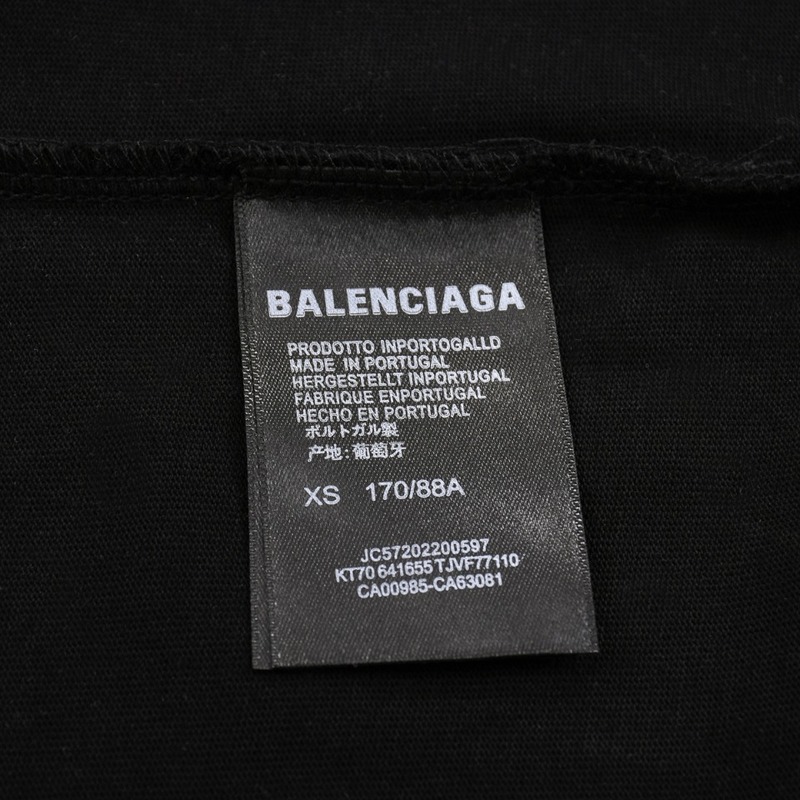 BALENCIAGA
PRODOTTO INPORTOGALLD
MADE IN PORTUGAL
HERGESTELLT INPORTUGAL
FABRIQUE ENPORTUGAL
HECHO EN PORTUGAL
ポルトガル製
产地:葡萄牙
XS 170/88A
JC57202200597
KT70 641655 TJVF77110
CA00985-CA63081